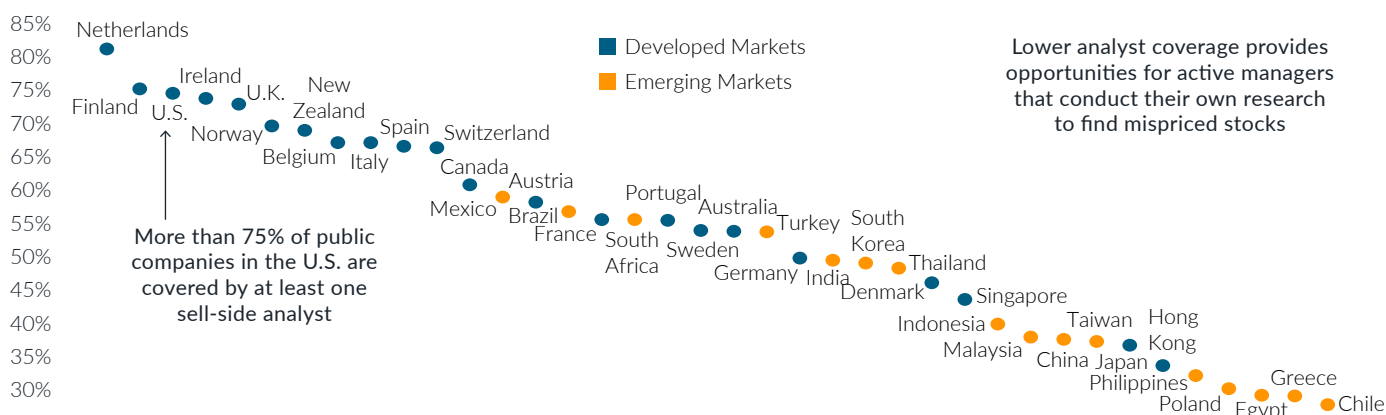 85%
80%
75%
70%
65%
60%
55%
50%
45%
40%
35%
30%
Developed Markets
Emerging Markets
Lower analyst coverage provides
opportunities for active managers
that conduct their own research
to find mispriced stocks
More than 75% of public
companies in the U.S. are
covered by at least one
sell-side analyst
Netherlands
Finland
U.S.
Ireland
U.K.
Norway
New
Zealand
Belgium
Italy
Spain
Switzerland
Canada
Mexico
Austria
Brazil
France
South
Africa
Portugal
Sweden
Australia
Turkey
Germany
India
South
Korea
Thailand
Denmark
Singapore
Indonesia
Malaysia
China
Taiwan
Japan
Hong
Kong
Philippines
Poland
Egypt
Greece
Chile